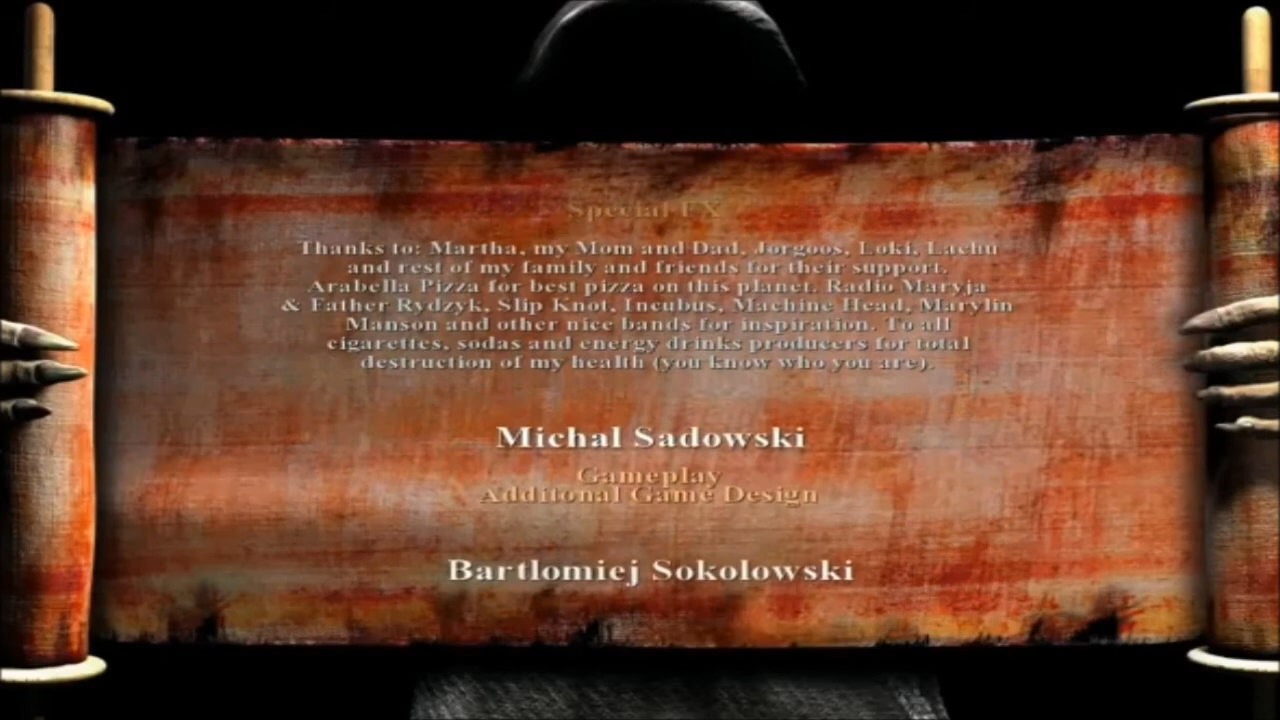 Special FX
Thanks to: Martha, my Mom and Dad, Jorgoos, Loki, Lachu
and rest of my family and friends for their support.
Arabella Pizza for best pizza on this planet. Radio Maryja
& Father Rydzyk, Slip Knot, Incubus, Machine Head, Marylin
Manson and other nice bands for inspiration. To all
cigarettes, sodas and energy drinks producers for total
destruction of my health (you know who you are).
Michal Sadowski
Gameplay
Additonal Game Design
Bartlomiej Sokolowski